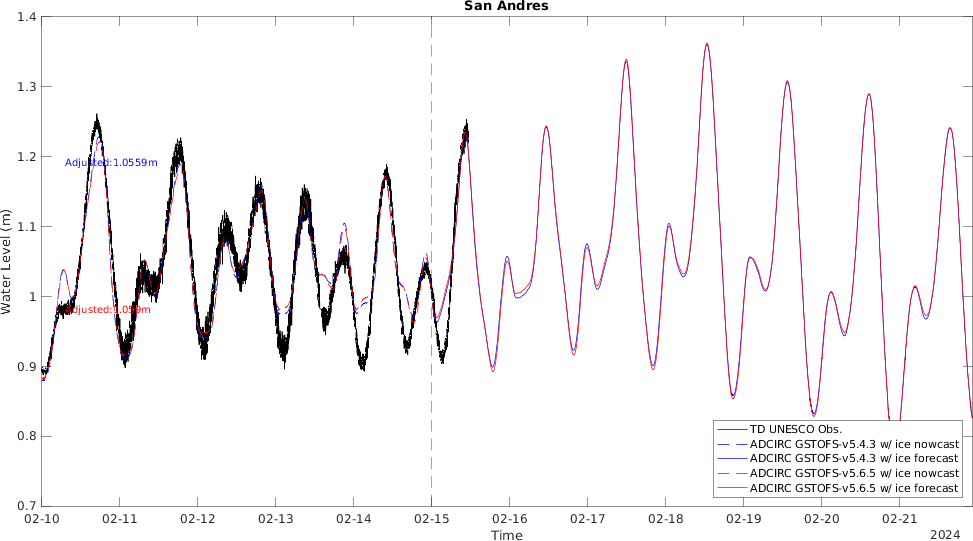 San Andres
1.4
1.3
1.2
1.1
1
0.9
0.8
0.7
Water Level (m)
Adjusted:1.0559m
Adjusted:1.059m
TD UNESCO Obs.
ADCIRC GSTOFS-v5.4.3 w/ ice nowcast
ADCIRC GSTOFS-v5.4.3 w/ ice forecast
ADCIRC GSTOFS-v5.6.5 w/ ice nowcast
ADCIRC GSTOFS-v5.6.5 w/ ice forecast
02-10 02-11 02-12 02-13 02-14 02-15 02-16 02-17 02-18 02-19 02-20 02-21
Time
2024